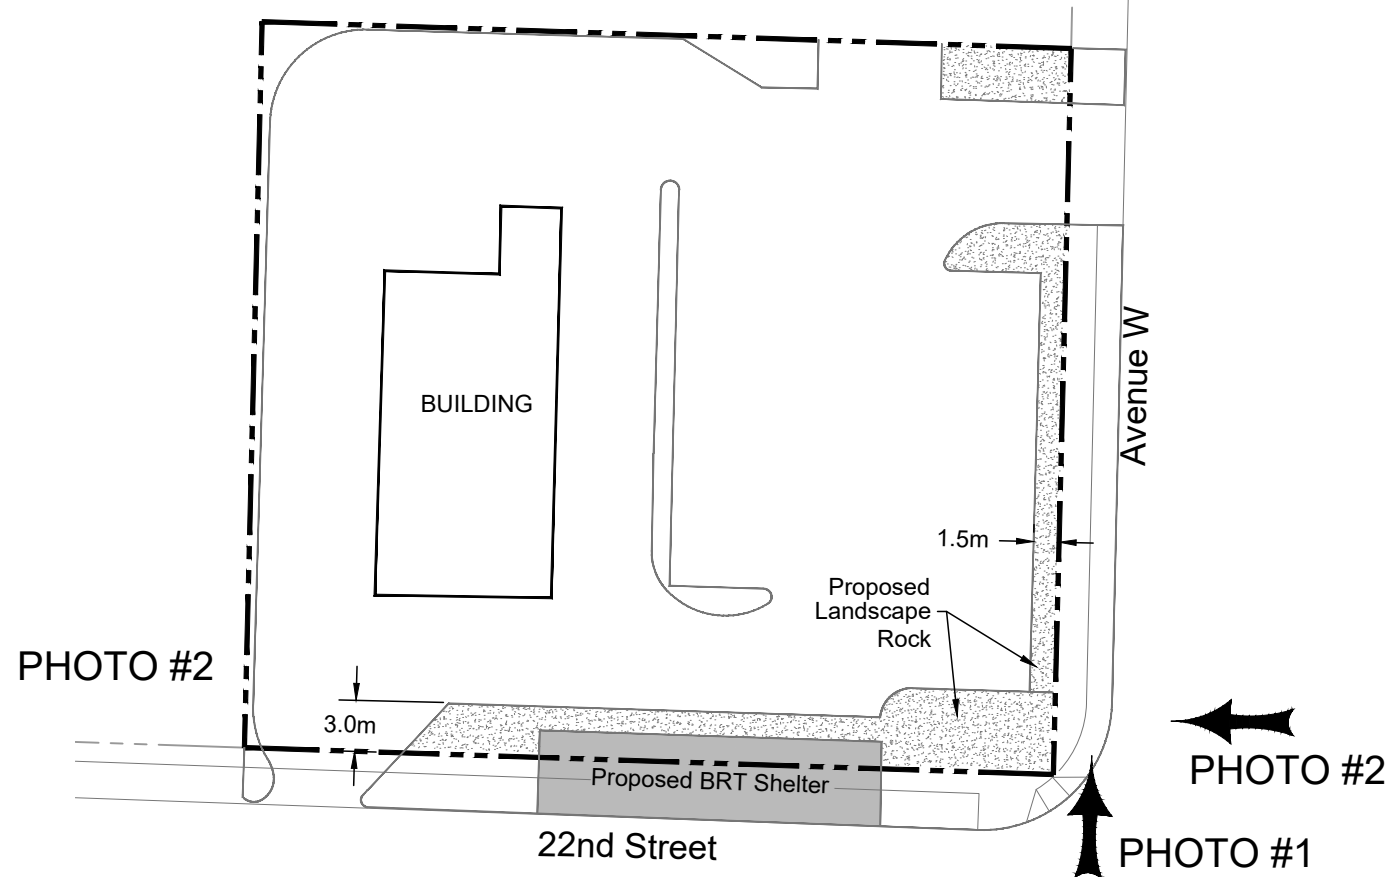 BUILDING
Avenue W
1.5m
Proposed
Landscape
Rock
PHOTO #2
3.0m
PHOTO #2
Proposed BRT Shelter
22nd Street
PHOTO #1